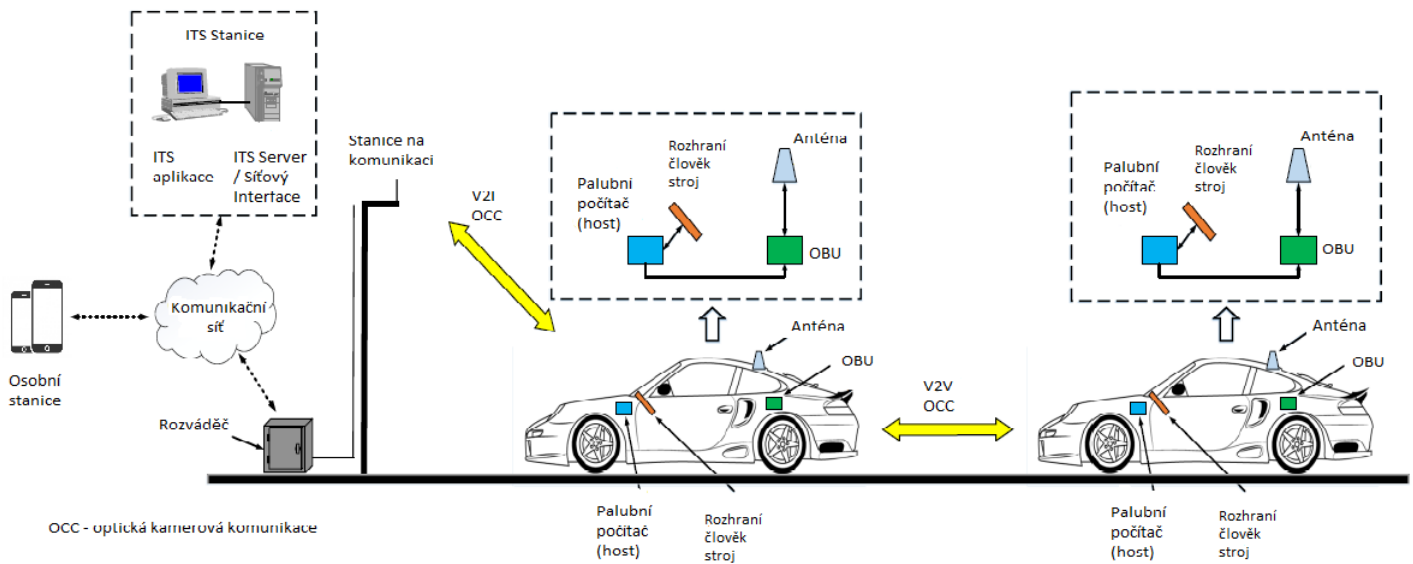 ITS Stanice
ITS
aplikace
ITS Server
/ Síťový
Intertace
Stanice na
komunikaci
Komunikační
síť
Osobní
stanice
Rozváděč
OCC - optická kamerová komunikace
V2I
OCC
Palubní
počítač
(host)
Rozhraní
člověk
stroj
Anténa
OBU
Anténa
OBU
Palubní
počítač
(host)
Rozhraní
člověk
stroj
V2V
OCC
Palubní
počítač
(host)
Rozhraní
člověk
stroj
Anténa
OBU
Anténa
OBU
Palubní
počítač
(host)
Rozhraní
člověk
stroj